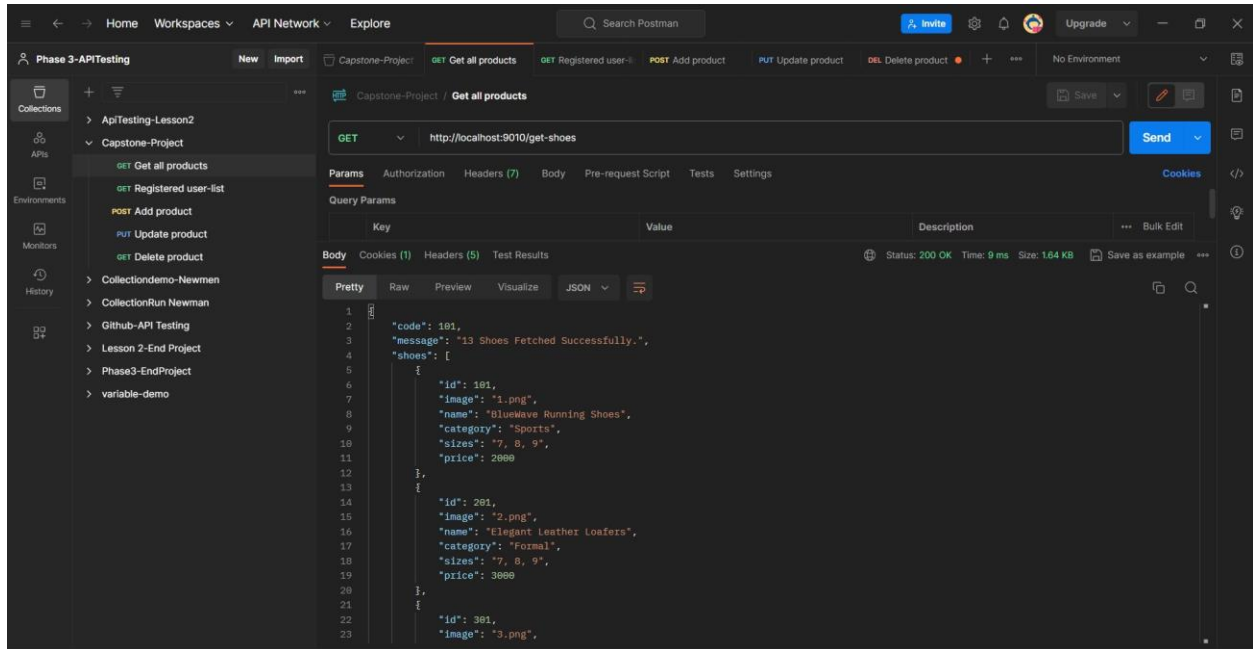 Home Workspaces API Network Explore Search Postman Invite Upgrade
Phase 3-APITesting New Import Capstone-Project GET Get all products GET Registered user-li POST Add product PUT Update product DEL Delete product No Environment
Collections
APIs
Environments
Monitors
History
ApiTesting-Lesson2
Capstone-Project
GET Get all products
GET Registered user-list
POST Add product
PUT Update product
GET Delete product
Collectiondemo-Newmen
CollectionRun Newman
Github-API Testing
Lesson 2-End Project
Phase3-EndProject
variable-demo
HTTP Capstone-Project / Get all products Save
GET http://localhost:9010/get-shoes Send
Params Authorization Headers (7) Body Pre-request Script Tests Settings Cookies
Query Params
Key Value Description Bulk Edit
Body Cookies (1) Headers (5) Test Results Status: 200 OK Time: 9 ms Size: 1.64 KB Save as example
Pretty Raw Preview Visualize JSON
1 {
2 "code": 101,
3 "message": "13 Shoes Fetched Successfully.",
4 "shoes": [
5 {
6 "id": 101,
7 "image": "1.png",
8 "name": "BlueWave Running Shoes",
9 "category": "Sports",
10 "sizes": "7, 8, 9",
11 "price": 2000
12 },
13 {
14 "id": 201,
15 "image": "2.png",
16 "name": "Elegant Leather Loafers",
17 "category": "Formal",
18 "sizes": "7, 8, 9",
19 "price": 3000
20 },
21 {
22 "id": 301,
23 "image": "3.png",